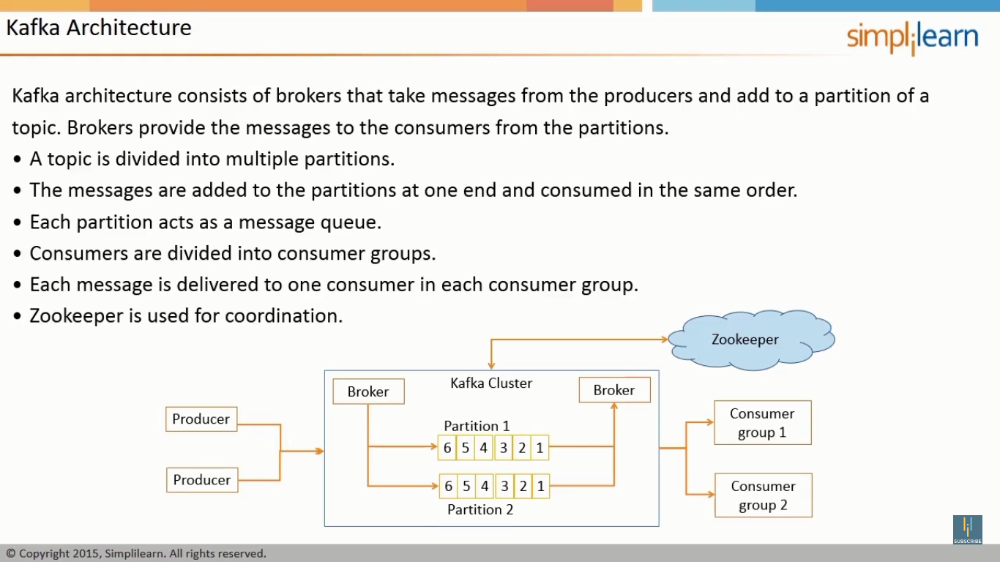 Kafka Architecture
simplilearn
Kafka architecture consists of brokers that take messages from the producers and add to a partition of a
topic. Brokers provide the messages to the consumers from the partitions.
• A topic is divided into multiple partitions.
• The messages are added to the partitions at one end and consumed in the same order.
• Each partition acts as a message queue.
• Consumers are divided into consumer groups.
• Each message is delivered to one consumer in each consumer group.
• Zookeeper is used for coordination.
Zookeeper
Kafka Cluster
Broker
Broker
Producer
Producer
Partition 1
6 5 4 3 2 1
6 5 4 3 2 1
Partition 2
Consumer
group 1
Consumer
group 2
SUBSCRIBE
© Copyright 2015, Simplilearn. All rights reserved.